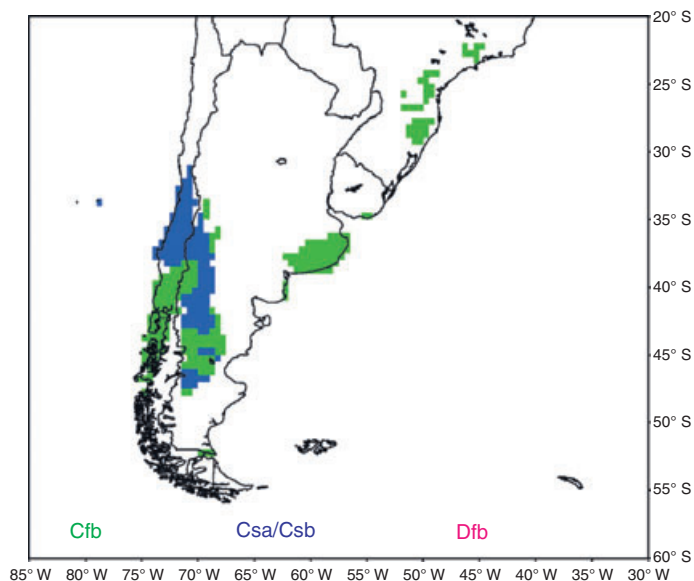 20° S
25° S
30° S
35° S
40° S
45° S
50° S
55° S
60° S
Cfb Csa/Csb Dfb
85° W 80° W 75° W 70° W 65° W 60° W 55° W 50° W 45° W 40° W 35° W 30° W